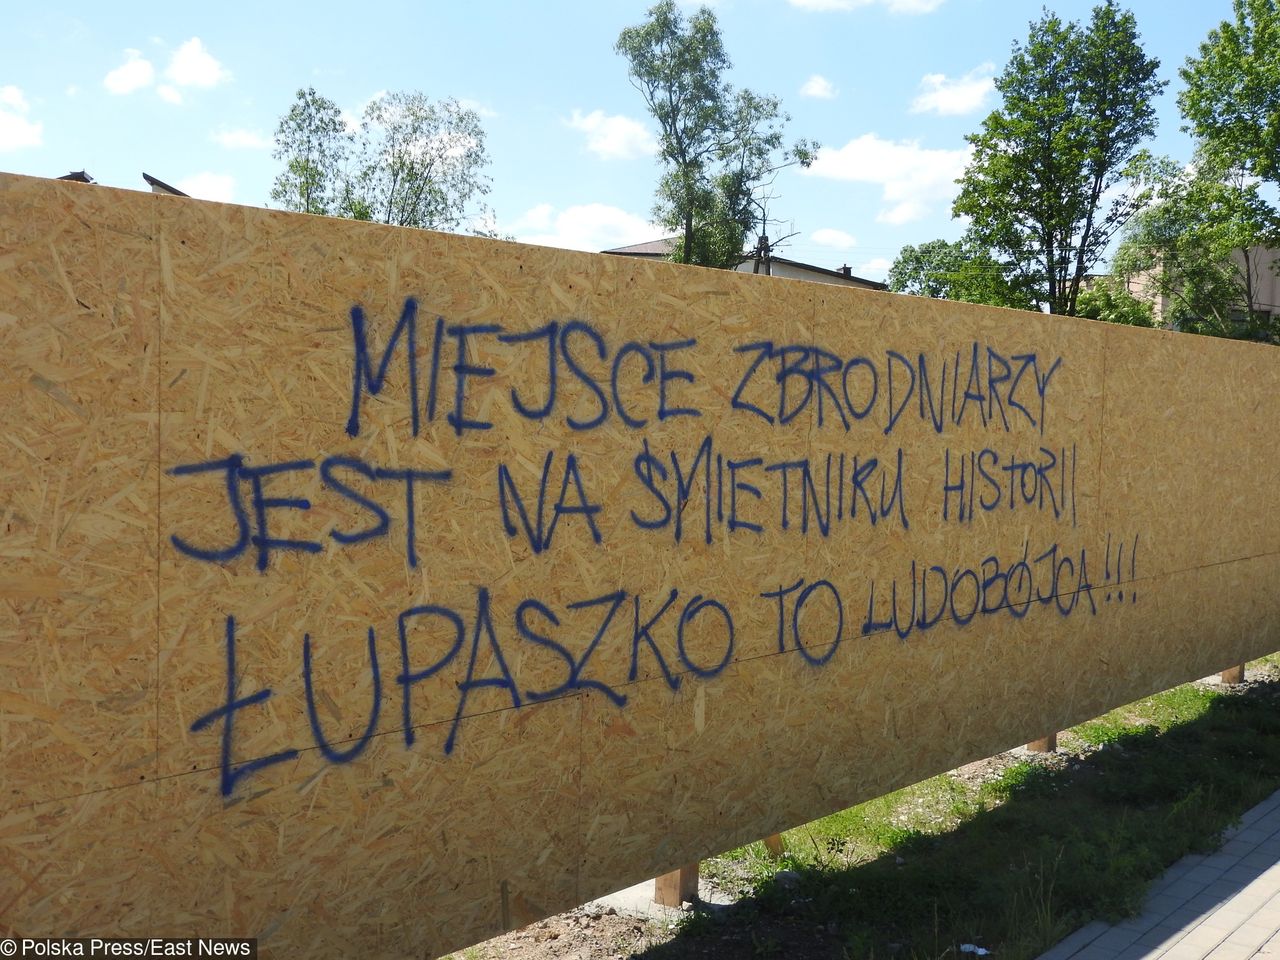 MIEJSCE ZBRODNIARZY
JEST NA ŚMIETNIKU HISTORII
ŁUPASZKO TO LUDOBÓJCA!!!
© Polska Press/East News